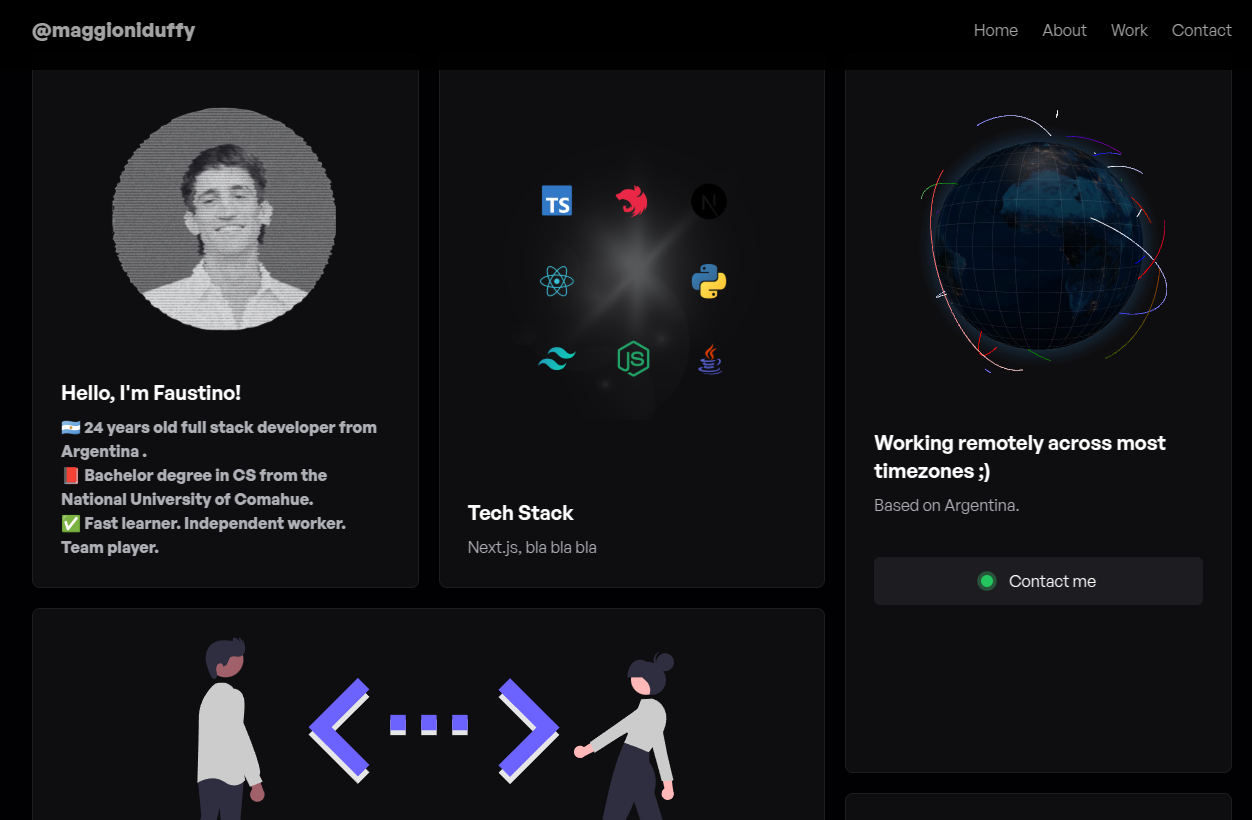 @maggioniduffy
Home About Work Contact
TS
N
JS
Hello, I'm Faustino!
🇦🇷 24 years old full stack developer from
Argentina .
📕 Bachelor degree in CS from the
National University of Comahue.
✅ Fast learner. Independent worker.
Team player.
Tech Stack
Next.js, bla bla bla
Working remotely across most
timezones ;)
Based on Argentina.
Contact me